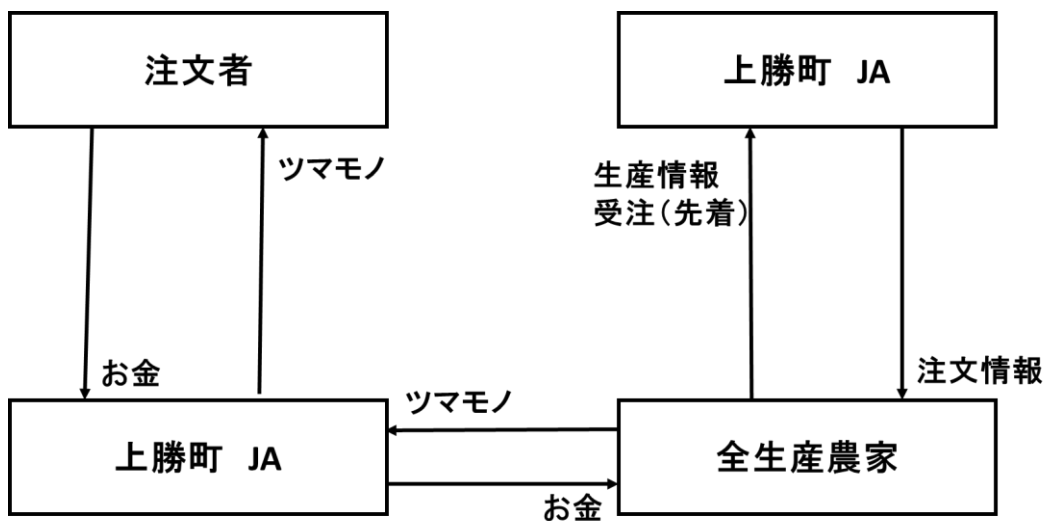 注文者
上勝町 JA
ツマモノ
生産情報
受注(先着)
お金
注文情報
ツマモノ
上勝町 JA
全生産農家
お金